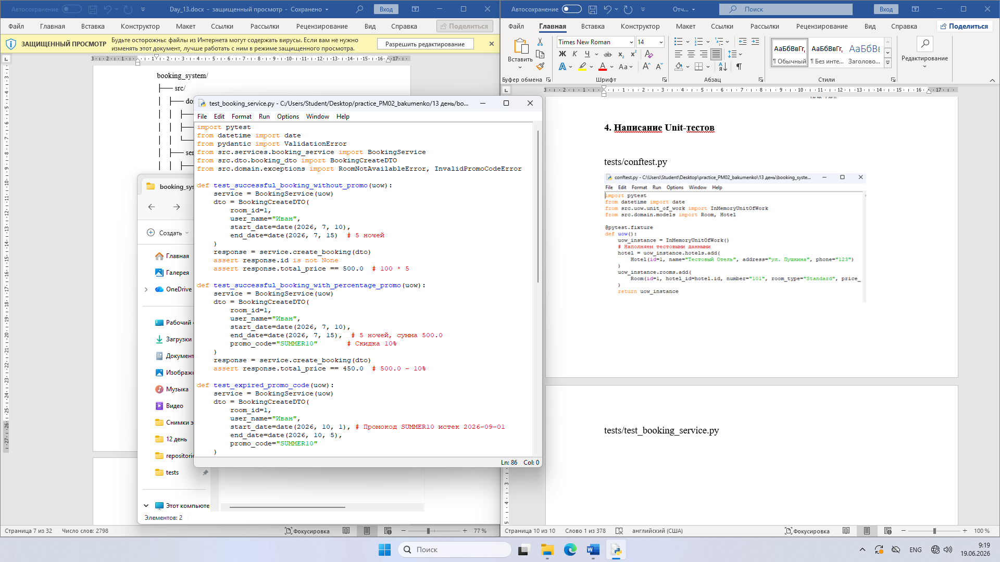 Автосохранение
Day_13.docx - защищенный просмотр - Сохранено
Вход
Файл Главная Вставка Конструктор Макет Ссылки Рассылки Рецензирование Вид Справка Поделиться
ЗАЩИЩЕННЫЙ ПРОСМОТР
Будьте осторожны: файлы из Интернета могут содержать вирусы. Если вам не нужно
изменять этот документ, лучше работать с ним в режиме защищенного просмотра.
Разрешить редактирование
booking_system/
├── src/
booking_sys
Создать
Главная
Галерея
OneDrive
Рабочий
Загрузки
Документ
Изображе
Музыка
Видео
Снимки э
12 день
repositorie
tests
Этот компьюте
Элементов: 2
Страница 7 из 32 Число слов: 2798 Фокусировка 77 %
test_booking_service.py - C:/Users/Student/Desktop/practice_PM02_bakumenko/13 день/bo...
File Edit Format Run Options Window Help
import pytest
from datetime import date
from pydantic import ValidationError
from src.services.booking_service import BookingService
from src.dto.booking_dto import BookingCreateDTO
from src.domain.exceptions import RoomNotAvailableError, InvalidPromoCodeError
def test_successful_booking_without_promo(uow):
    service = BookingService(uow)
    dto = BookingCreateDTO(
        room_id=1,
        user_name="Иван",
        start_date=date(2026, 7, 10),
        end_date=date(2026, 7, 15)  # 5 ночей
    )
    response = service.create_booking(dto)
    assert response.id is not None
    assert response.total_price == 500.0  # 100 * 5
def test_successful_booking_with_percentage_promo(uow):
    service = BookingService(uow)
    dto = BookingCreateDTO(
        room_id=1,
        user_name="Иван",
        start_date=date(2026, 7, 10),
        end_date=date(2026, 7, 15),  # 5 ночей, сумма 500.0
        promo_code="SUMMER10"       # Скидка 10%
    )
    response = service.create_booking(dto)
    assert response.total_price == 450.0  # 500.0 - 10%
def test_expired_promo_code(uow):
    service = BookingService(uow)
    dto = BookingCreateDTO(
        room_id=1,
        user_name="Иван",
        start_date=date(2026, 10, 1), # Промокод SUMMER10 истек 2026-09-01
        end_date=date(2026, 10, 5),
        promo_code="SUMMER10"
    )
Ln: 86 Col: 0
Автосохранение
Отч...
Поиск
Вход
Файл Главная Вставка Конструктор Макет Ссылки Рассылки Рецензирование Вид Справка Поделиться
Вставить
Times New Roman 14
Ж К Ч ab x₂ x²
АаБбВвГг, АаБбВвГг, АаБбВв
¶ Обычный ¶ Без инте... Заголово...
Редактирование
Буфер обмена Шрифт Абзац Стили
4. Написание Unit-тестов
tests/conftest.py
conftest.py - C:\Users\Student\Desktop\practice_PM02_bakumenko\13 день\booking_syste...
File Edit Format Run Options Window Help
import pytest
from datetime import date
from src.uow.unit_of_work import InMemoryUnitOfWork
from src.domain.models import Room, Hotel
@pytest.fixture
def uow():
    uow_instance = InMemoryUnitOfWork()
    # Наполняем тестовыми данными
    hotel = uow_instance.hotels.add(
        Hotel(id=1, name="Тестовый Отель", address="ул. Пушкина", phone="123")
    )
    uow_instance.rooms.add(
        Room(id=1, hotel_id=hotel.id, number="101", room_type="Standard", price_
    )
    return uow_instance
tests/test_booking_service.py
Страница 10 из 10 Слово 1 из 378 английский (США) Фокусировка 100 %
Поиск
ENG
9:19
19.06.2026